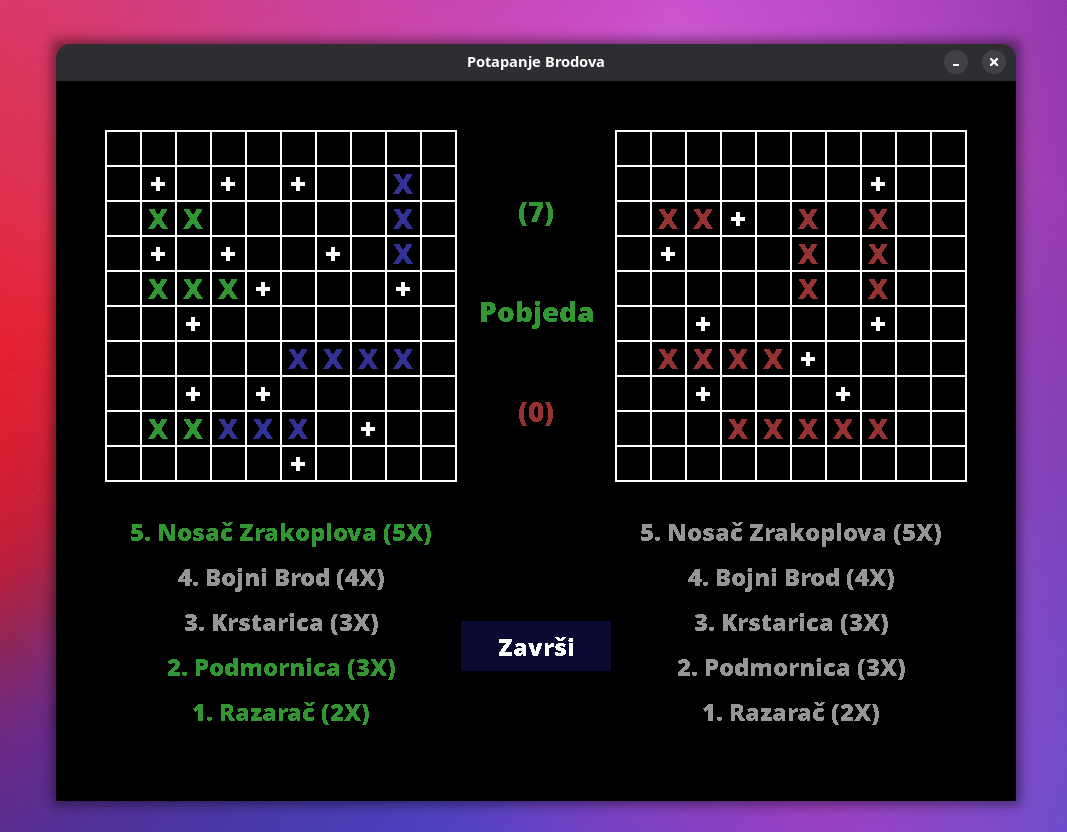 Potapanje Brodova
+ + + X +
X X X X X + X X
+ + + X + X X
X X X + + X X
+ + +
X X X X X X X X +
+ + + +
X X X X X + X X X X X
+
(7)
Pobjeda
(0)
5. Nosač Zrakoplova (5X)
4. Bojni Brod (4X)
3. Krstarica (3X)
2. Podmornica (3X)
1. Razarač (2X)
Završi
5. Nosač Zrakoplova (5X)
4. Bojni Brod (4X)
3. Krstarica (3X)
2. Podmornica (3X)
1. Razarač (2X)